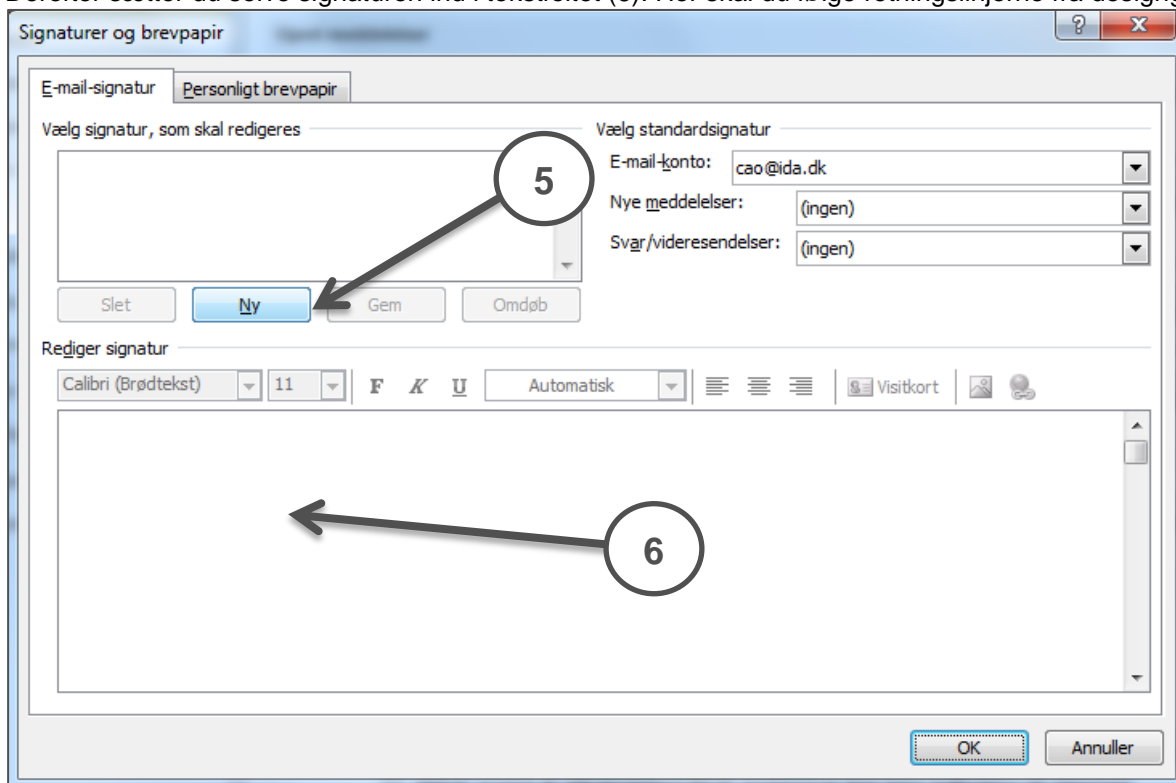 Signaturer og brevpapir
E-mail-signatur Personligt brevpapir
Vælg signatur, som skal redigeres Vælg standardsignatur
E-mail-konto: cao@ida.dk
5
Nye meddelelser: (ingen)
Svar/videresendelser: (ingen)
Slet Ny Gem Omdøb
Rediger signatur
Calibri (Brødtekst) 11 F K U Automatisk Visitkort
6
OK Annuller